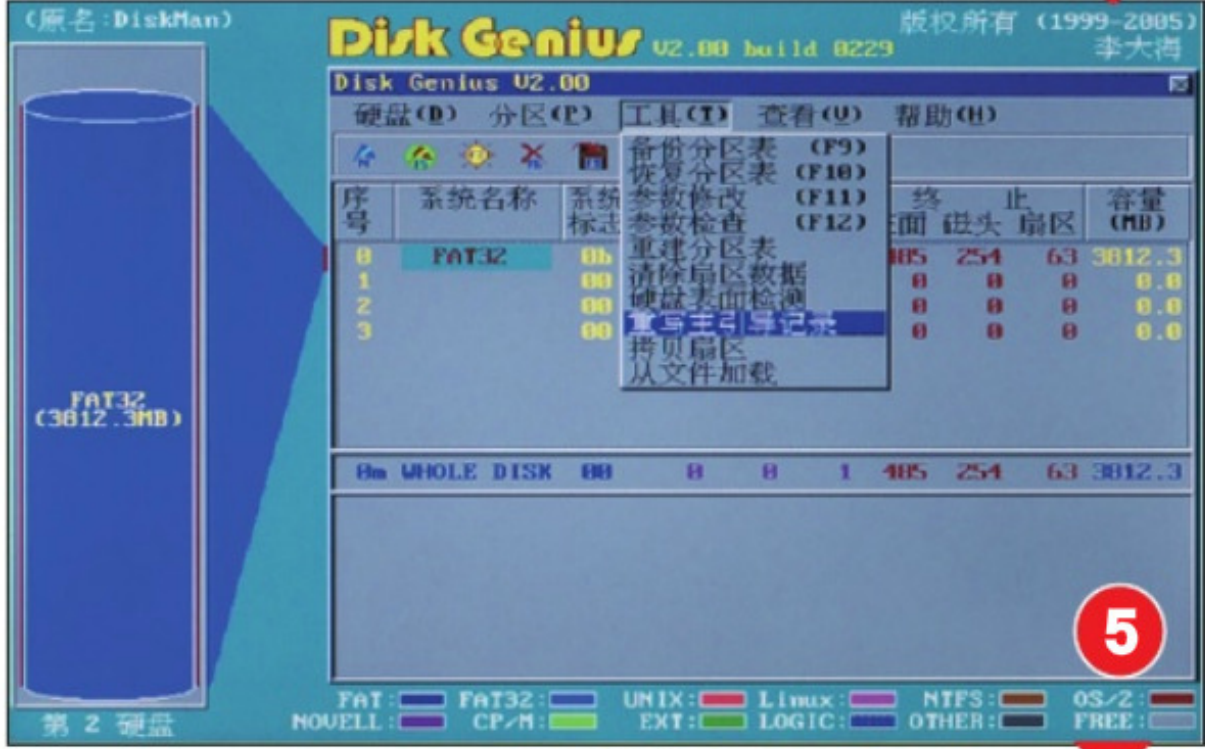 (原名:DiskMan)
Disk Genius V2.00 build 0229
版权所有 (1999-2005)
李大海
Disk Genius V2.00
硬盘(D) 分区(P) 工具(T) 查看(V) 帮助(H)
备份分区表 (F9)
恢复分区表 (F10)
参数修改 (F11)
参数检查 (F12)
重建分区表
清除扇区数据
硬盘表面检测
重写主引导记录
拷贝扇区
从文件加载
序号 系统名称 系统标志 终止 容量
面 磁头 扇区 (MB)
0 FAT32 0b 485 254 63 3812.3
1 00 0 0 0 0.0
2 00 0 0 0 0.0
3 00 0 0 0 0.0
FAT32
(3812.3MB)
0m WHOLE DISK 00 0 0 1 485 254 63 3812.3
5
FAT: FAT32: UNIX: Linux: NTFS: OS/2:
NOVELL: CP/M: EXT: LOGIC: OTHER: FREE:
第 2 硬盘